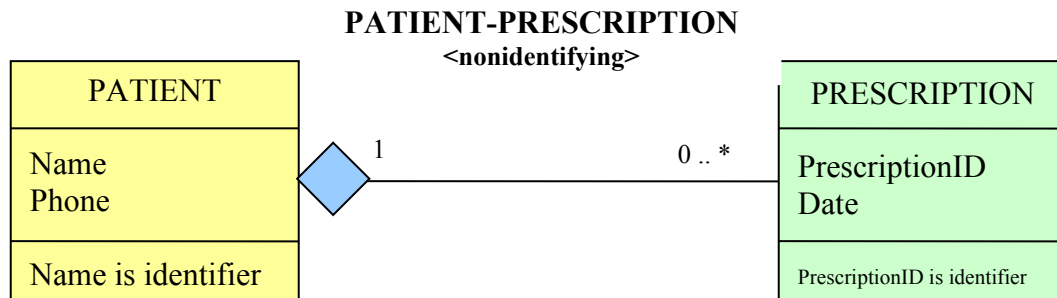 PATIENT-PRESCRIPTION
<nonidentifying>
PATIENT
Name
Phone
Name is identifier
1
0 .. *
PRESCRIPTION
PrescriptionID
Date
PrescriptionID is identifier